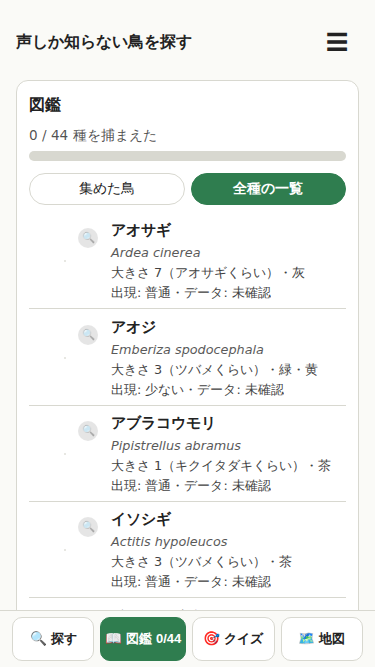 声しか知らない鳥を探す
図鑑
0 / 44 種を捕まえた
集めた鳥
全種の一覧
アオサギ
Ardea cinerea
大きさ 7（アオサギくらい）・灰
出現: 普通・データ: 未確認
アオジ
Emberiza spodocephala
大きさ 3（ツバメくらい）・緑・黄
出現: 少ない・データ: 未確認
アブラコウモリ
Pipistrellus abramus
大きさ 1（キクイタダキくらい）・茶
出現: 普通・データ: 未確認
イソシギ
Actitis hypoleucos
大きさ 3（ツバメくらい）・茶
出現: 普通・データ: 未確認
探す
図鑑 0/44
クイズ
地図